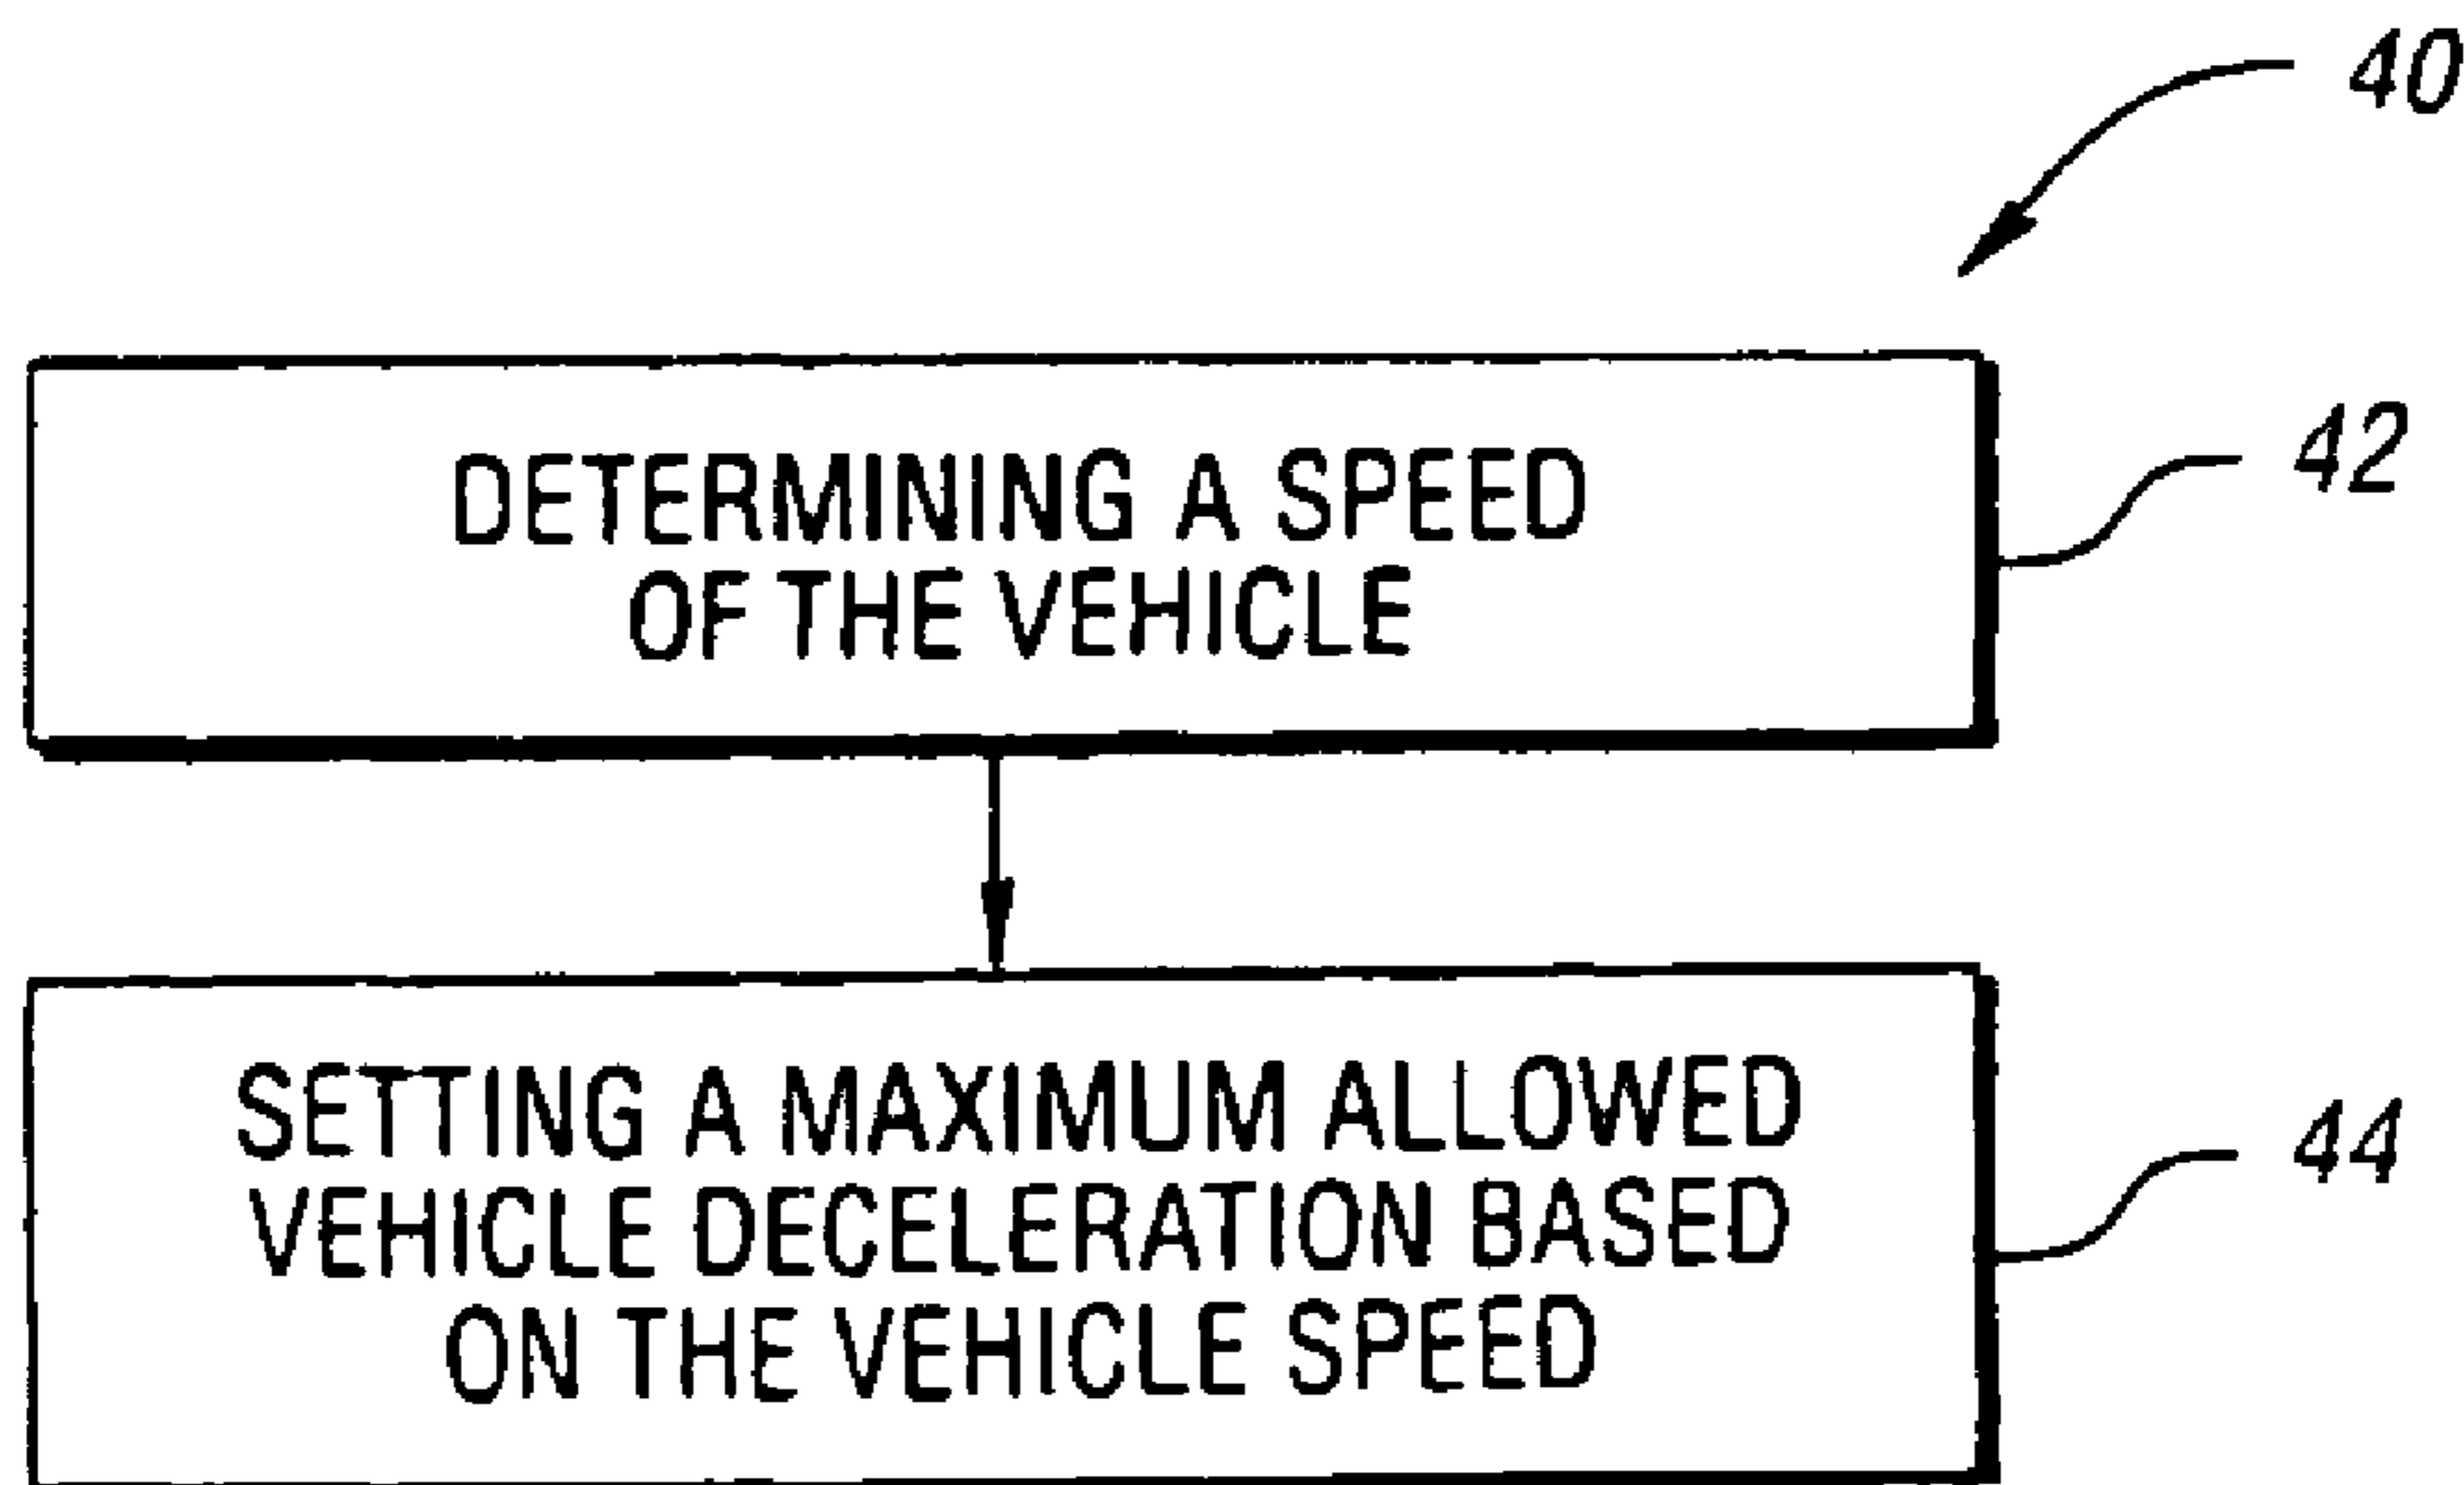 40
DETERMINING A SPEED
OF THE VEHICLE
42
SETTING A MAXIMUM ALLOWED
VEHICLE DECELERATION BASED
ON THE VEHICLE SPEED
44